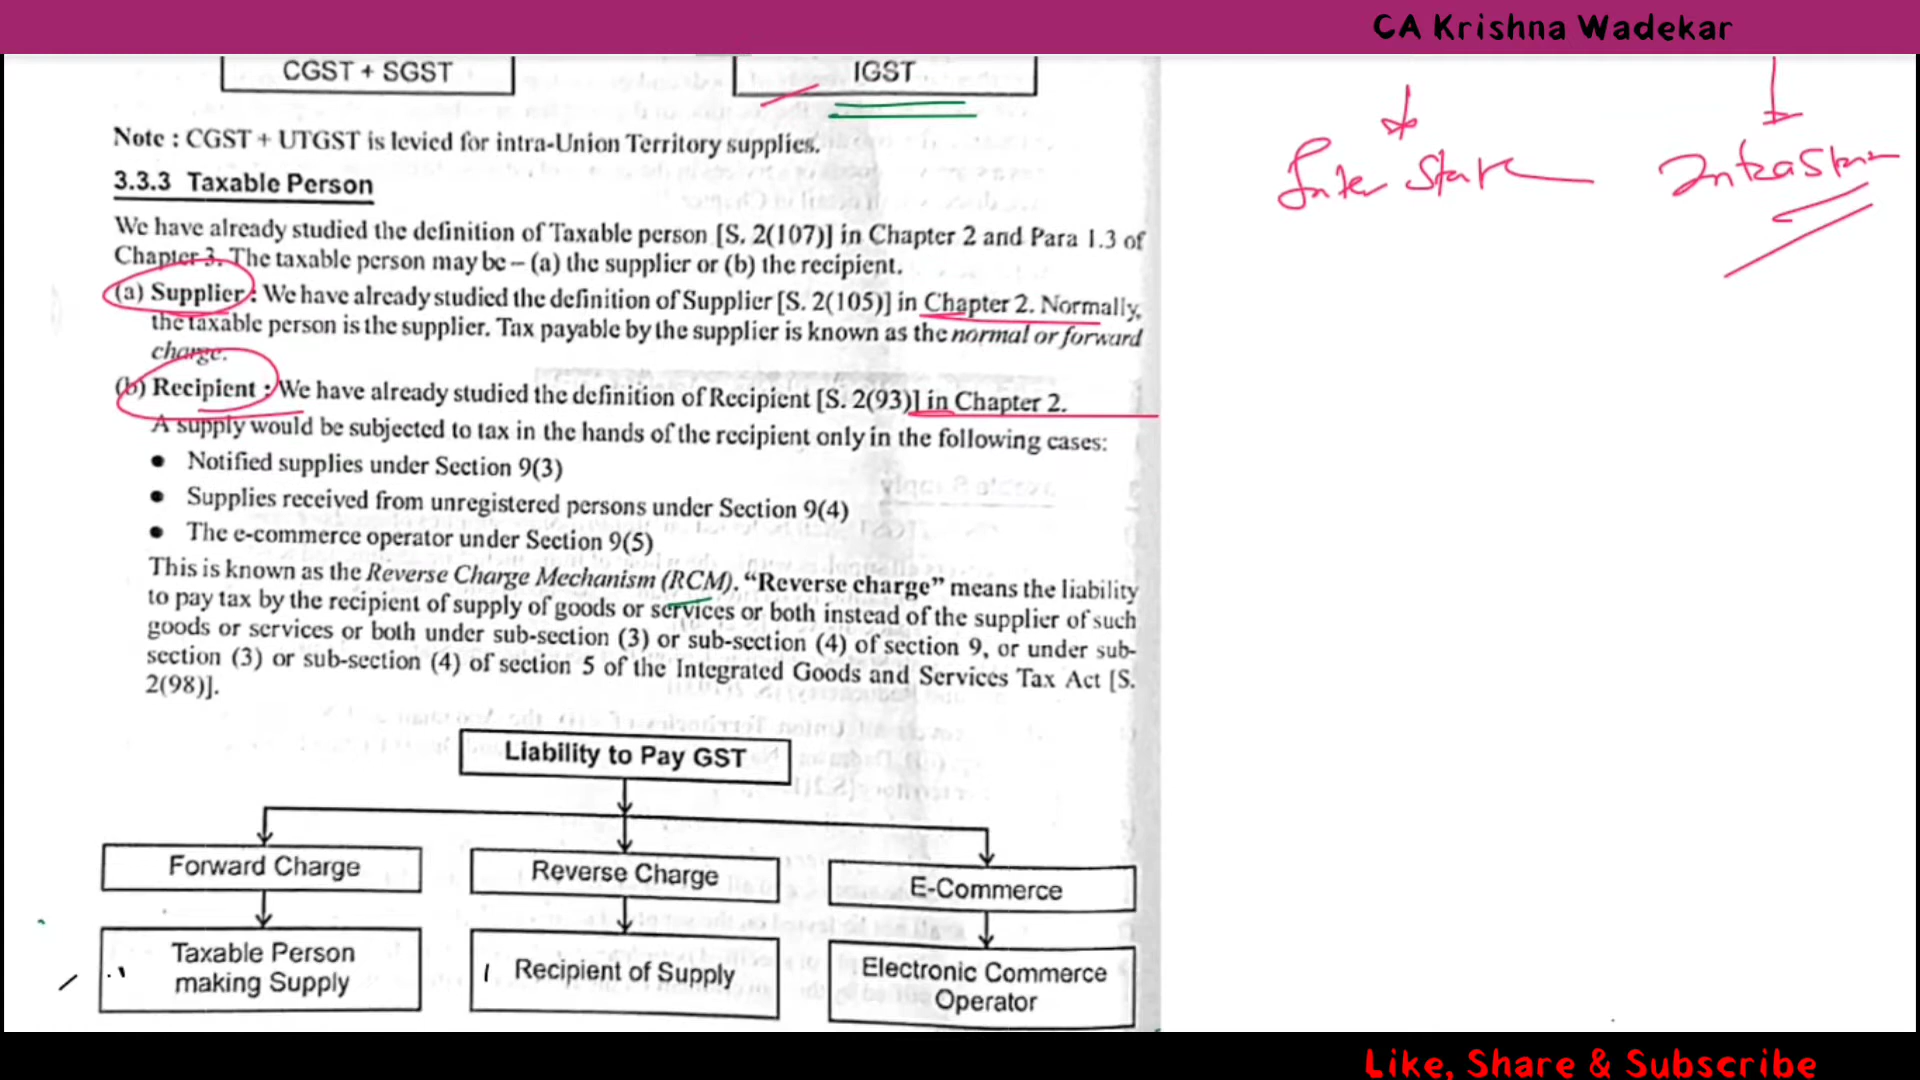 CA Krishna Wadekar
CGST + SGST
IGST
Note : CGST + UTGST is levied for intra-Union Territory supplies.
3.3.3 Taxable Person
We have already studied the definition of Taxable person [S. 2(107)] in Chapter 2 and Para 1.3 of
Chapter 3. The taxable person may be – (a) the supplier or (b) the recipient.
(a) Supplier : We have already studied the definition of Supplier [S. 2(105)] in Chapter 2. Normally,
the taxable person is the supplier. Tax payable by the supplier is known as the normal or forward
charge.
(b) Recipient : We have already studied the definition of Recipient [S. 2(93)] in Chapter 2.
A supply would be subjected to tax in the hands of the recipient only in the following cases:
• Notified supplies under Section 9(3)
• Supplies received from unregistered persons under Section 9(4)
• The e-commerce operator under Section 9(5)
This is known as the Reverse Charge Mechanism (RCM). “Reverse charge” means the liability
to pay tax by the recipient of supply of goods or services or both instead of the supplier of such
goods or services or both under sub-section (3) or sub-section (4) of section 9, or under sub-
section (3) or sub-section (4) of section 5 of the Integrated Goods and Services Tax Act [S.
2(98)].
Liability to Pay GST
Forward Charge
Reverse Charge
E-Commerce
Taxable Person
making Supply
Recipient of Supply
Electronic Commerce
Operator
Inter State
Intrastate
Like, Share & Subscribe